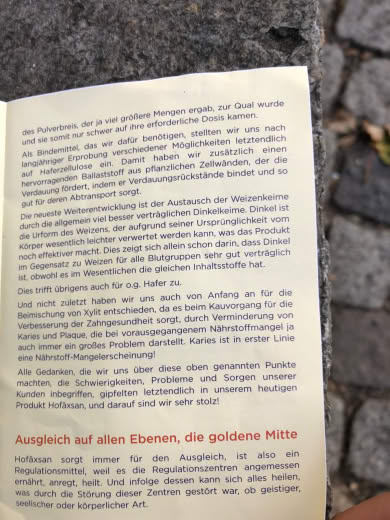 des Pulverbreis, der ja viel größere Mengen ergab, zur Qual wurde
und sie somit nur schwer auf ihre erforderliche Dosis kamen.
Als Bindemittel, das wir dafür benötigen, stellten wir uns nach
langjähriger Erprobung verschiedener Möglichkeiten letztendlich
auf Haferzellulose ein. Damit haben wir zusätzlich einen
hervorragenden Ballaststoff aus pflanzlichen Zellwänden, der die
Verdauung fördert, indem er Verdauungsrückstände bindet und so
gut für deren Abtransport sorgt.
Die neueste Weiterentwicklung ist der Austausch der Weizenkeime
durch die allgemein viel besser verträglichen Dinkelkeime. Dinkel ist
die Urform des Weizens, der aufgrund seiner Ursprünglichkeit vom
Körper wesentlich leichter verwertet werden kann, was das Produkt
noch effektiver macht. Dies zeigt sich allein schon darin, dass Dinkel
im Gegensatz zu Weizen für alle Blutgruppen sehr gut verträglich
ist, obwohl es im Wesentlichen die gleichen Inhaltsstoffe hat.
Dies trifft übrigens auch für o.g. Hafer zu.
Und nicht zuletzt haben wir uns auch von Anfang an für die
Beimischung von Xylit entschieden, da es beim Kauvorgang für die
Verbesserung der Zahngesundheit sorgt, durch Verminderung von
Karies und Plaque, die bei vorausgegangenem Nährstoffmangel ja
auch immer ein großes Problem darstellt. Karies ist in erster Linie
eine Nährstoff-Mangelerscheinung!
Alle Gedanken, die wir uns über diese oben genannten Punkte
machten, die Schwierigkeiten, Probleme und Sorgen unserer
Kunden inbegriffen, gipfelten letztendlich in unserem heutigen
Produkt Hofâxsan, und darauf sind wir sehr stolz!
Ausgleich auf allen Ebenen, die goldene Mitte
Hofâxsan sorgt immer für den Ausgleich, ist also ein
Regulationsmittel, weil es die Regulationszentren angemessen
ernährt, anregt, heilt. Und infolge dessen kann sich alles heilen,
was durch die Störung dieser Zentren gestört war, ob geistiger,
seelischer oder körperlicher Art.